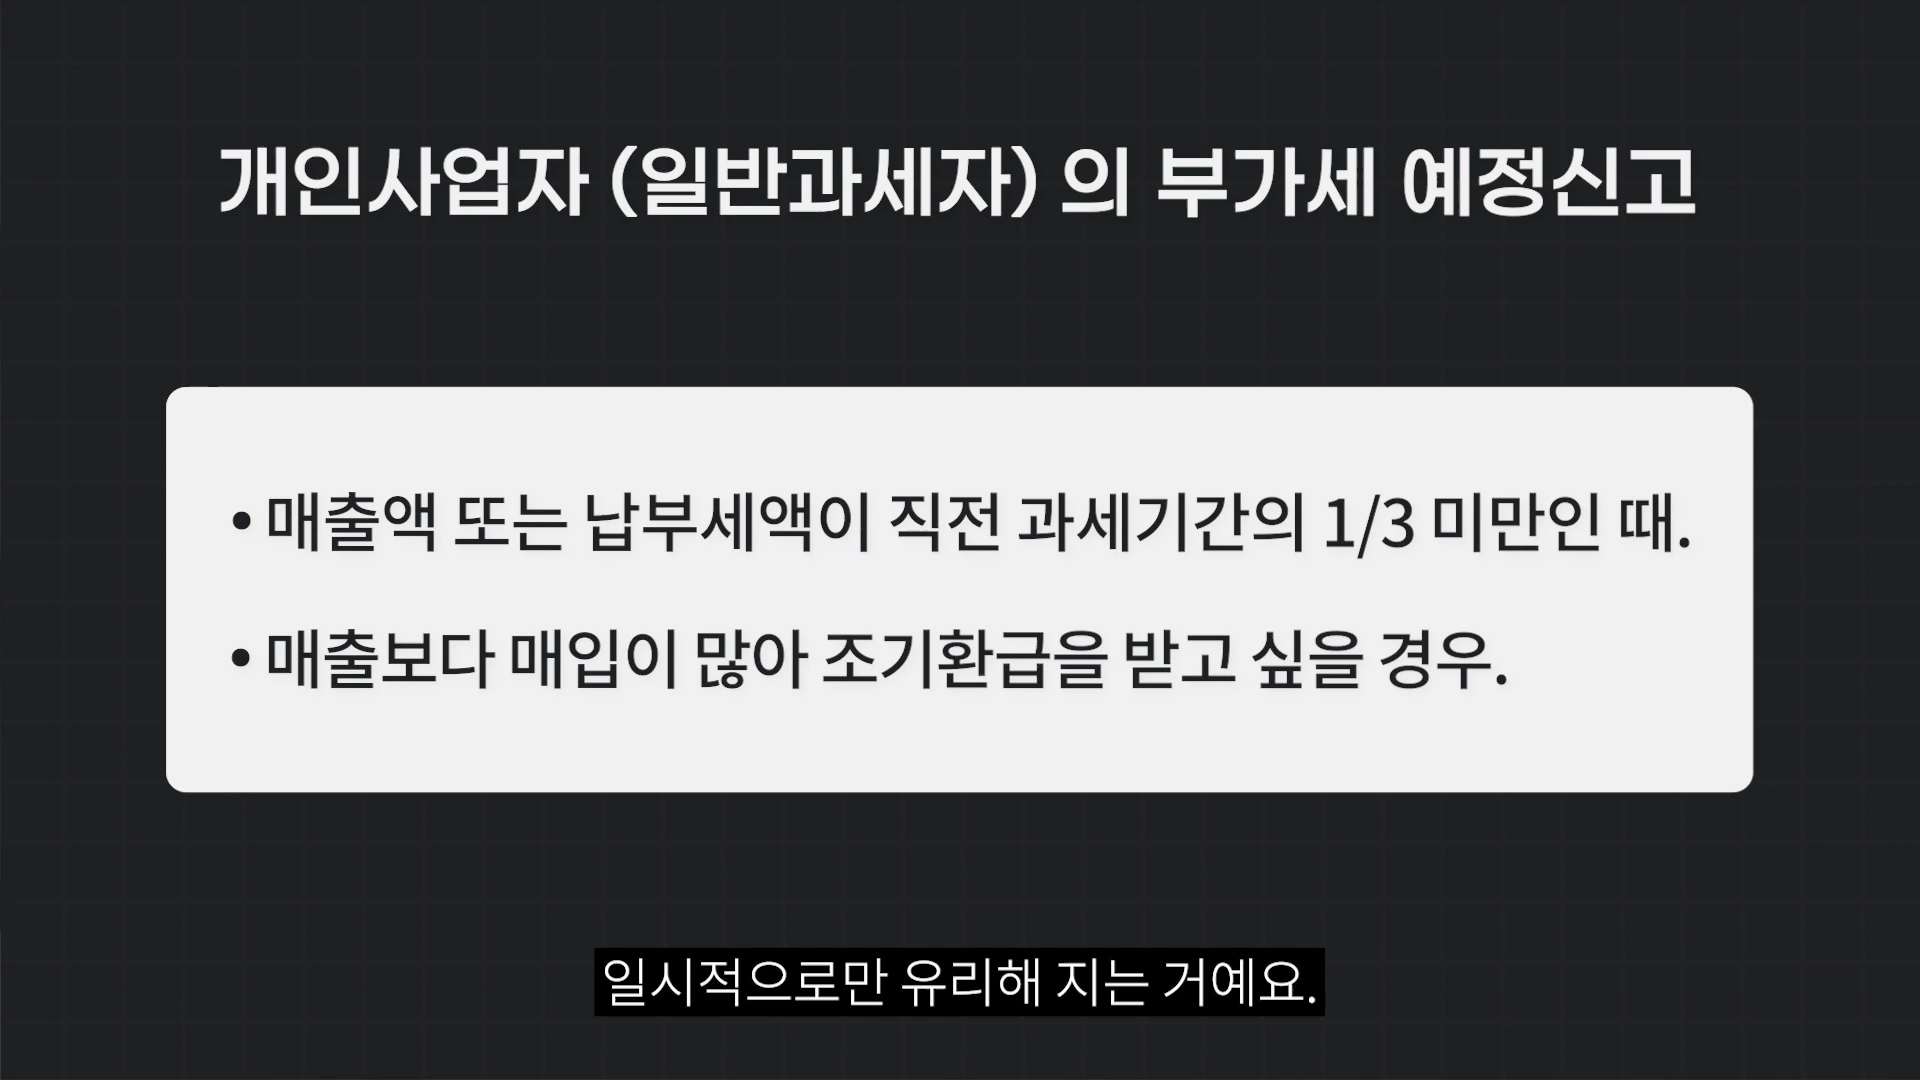 개인사업자 (일반과세자) 의 부가세 예정신고
• 매출액 또는 납부세액이 직전 과세기간의 1/3 미만인 때.
• 매출보다 매입이 많아 조기환급을 받고 싶을 경우.
일시적으로만 유리해 지는 거예요.